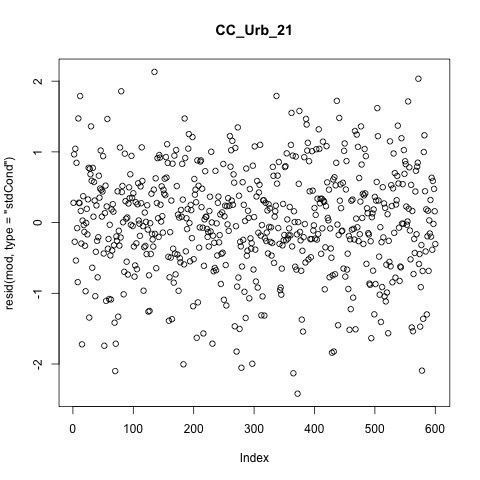 CC_Urb_21
resid(mod, type = "stdCond")
2
1
0
-1
-2
0 100 200 300 400 500 600
Index